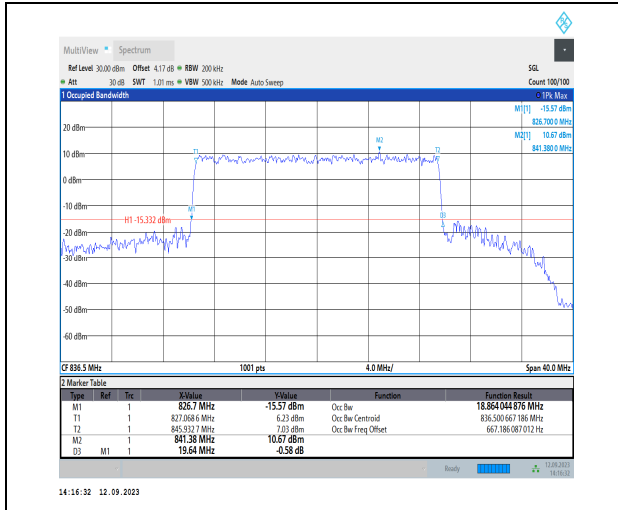 MultiView Spectrum
Ref Level 30.00 dBm Offset 4.17 dB RBW 200 kHz SGL
Att 30 dB SWT 1.01 ms VBW 500 kHz Mode Auto Sweep Count 100/100
1 Occupied Bandwidth 1Pk Max
M1[1] -15.57 dBm
826.700 0 MHz
M2[1] 10.67 dBm
841.380 0 MHz
20 dBm
10 dBm
0 dBm
-10 dBm
-20 dBm
-30 dBm
-40 dBm
-50 dBm
-60 dBm
T1
M2
T2
M1
D3
H1 -15.332 dBm
CF 836.5 MHz 1001 pts 4.0 MHz/ Span 40.0 MHz
2 Marker Table
Type Ref Trc X-Value Y-Value Function Function Result
M1 1 826.7 MHz -15.57 dBm Occ Bw 18.864 044 876 MHz
T1 1 827.068 6 MHz 6.23 dBm Occ Bw Centroid 836.500 667 186 MHz
T2 1 845.932 7 MHz 7.03 dBm Occ Bw Freq Offset 667.186 087 012 Hz
M2 1 841.38 MHz 10.67 dBm
D3 M1 1 19.64 MHz -0.58 dB
Ready 12.09.2023
14:16:32
14:16:32 12.09.2023